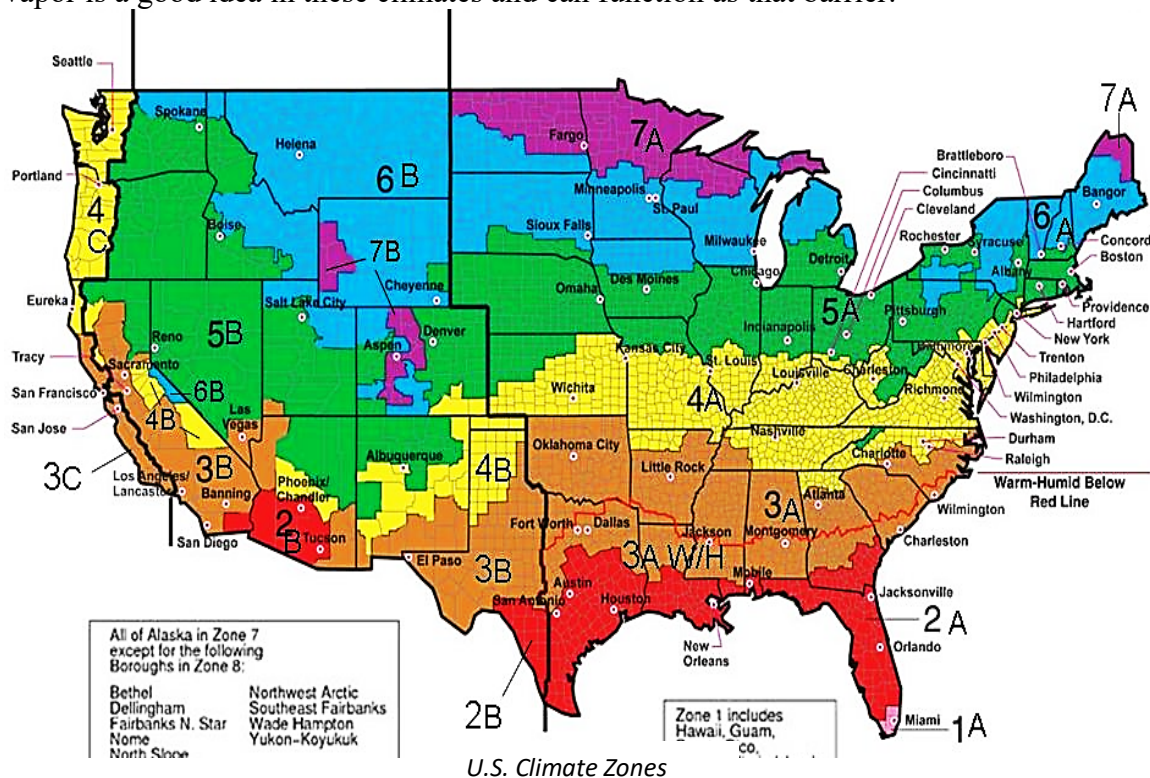 vapor is a good idea in these climates and can function as that barrier.
Seattle
Spokane
Helena
Fargo
7A
7A
Portland
4
C
6 B
Minneapolis
St. Paul
Brattleboro
Cincinnatti
Columbus
Cleveland
Bangor
6
A
Boise
Sioux Falls
Milwaukee
Rochester
Syracuse
Concord
Boston
7B
Detroit
Albany
Eureka
Salt Lake City
Cheyenne
Omaha
Des Moines
Chicago
5A
Pittsburgh
Providence
Hartford
New York
Reno
5B
Aspen
Denver
Indianapolis
Trenton
Tracy
Sacramento
Kansas City
St. Louis
Louisville
Charleston
Baltimore
Philadelphia
San Francisco
6B
Wichita
4A
Richmond
Wilmington
San Jose
4B
Las
Vegas
Nashville
Washington, D.C.
Durham
Raleigh
3C
3B
Albuquerque
4B
Oklahoma City
Little Rock
Charlotte
Warm-Humid Below
Red Line
Los Angeles/
Lancaster
Banning
Phoenix/
Chandler
2
B
Tucson
San Diego
3A
Atlanta
Wilmington
Fort Worth
Dallas
Jackson
Montgomery
Charleston
El Paso
3B
3A W/H
Austin
San Antonio
Houston
Mobile
Jacksonville
2A
New
Orleans
Orlando
2B
Miami
1A
All of Alaska in Zone 7
except for the following
Boroughs in Zone 8:
Bethel Northwest Arctic
Dellingham Southeast Fairbanks
Fairbanks N. Star Wade Hampton
Nome Yukon-Koyukuk
North Slope
Zone 1 includes
Hawaii, Guam,
co,
U.S. Climate Zones